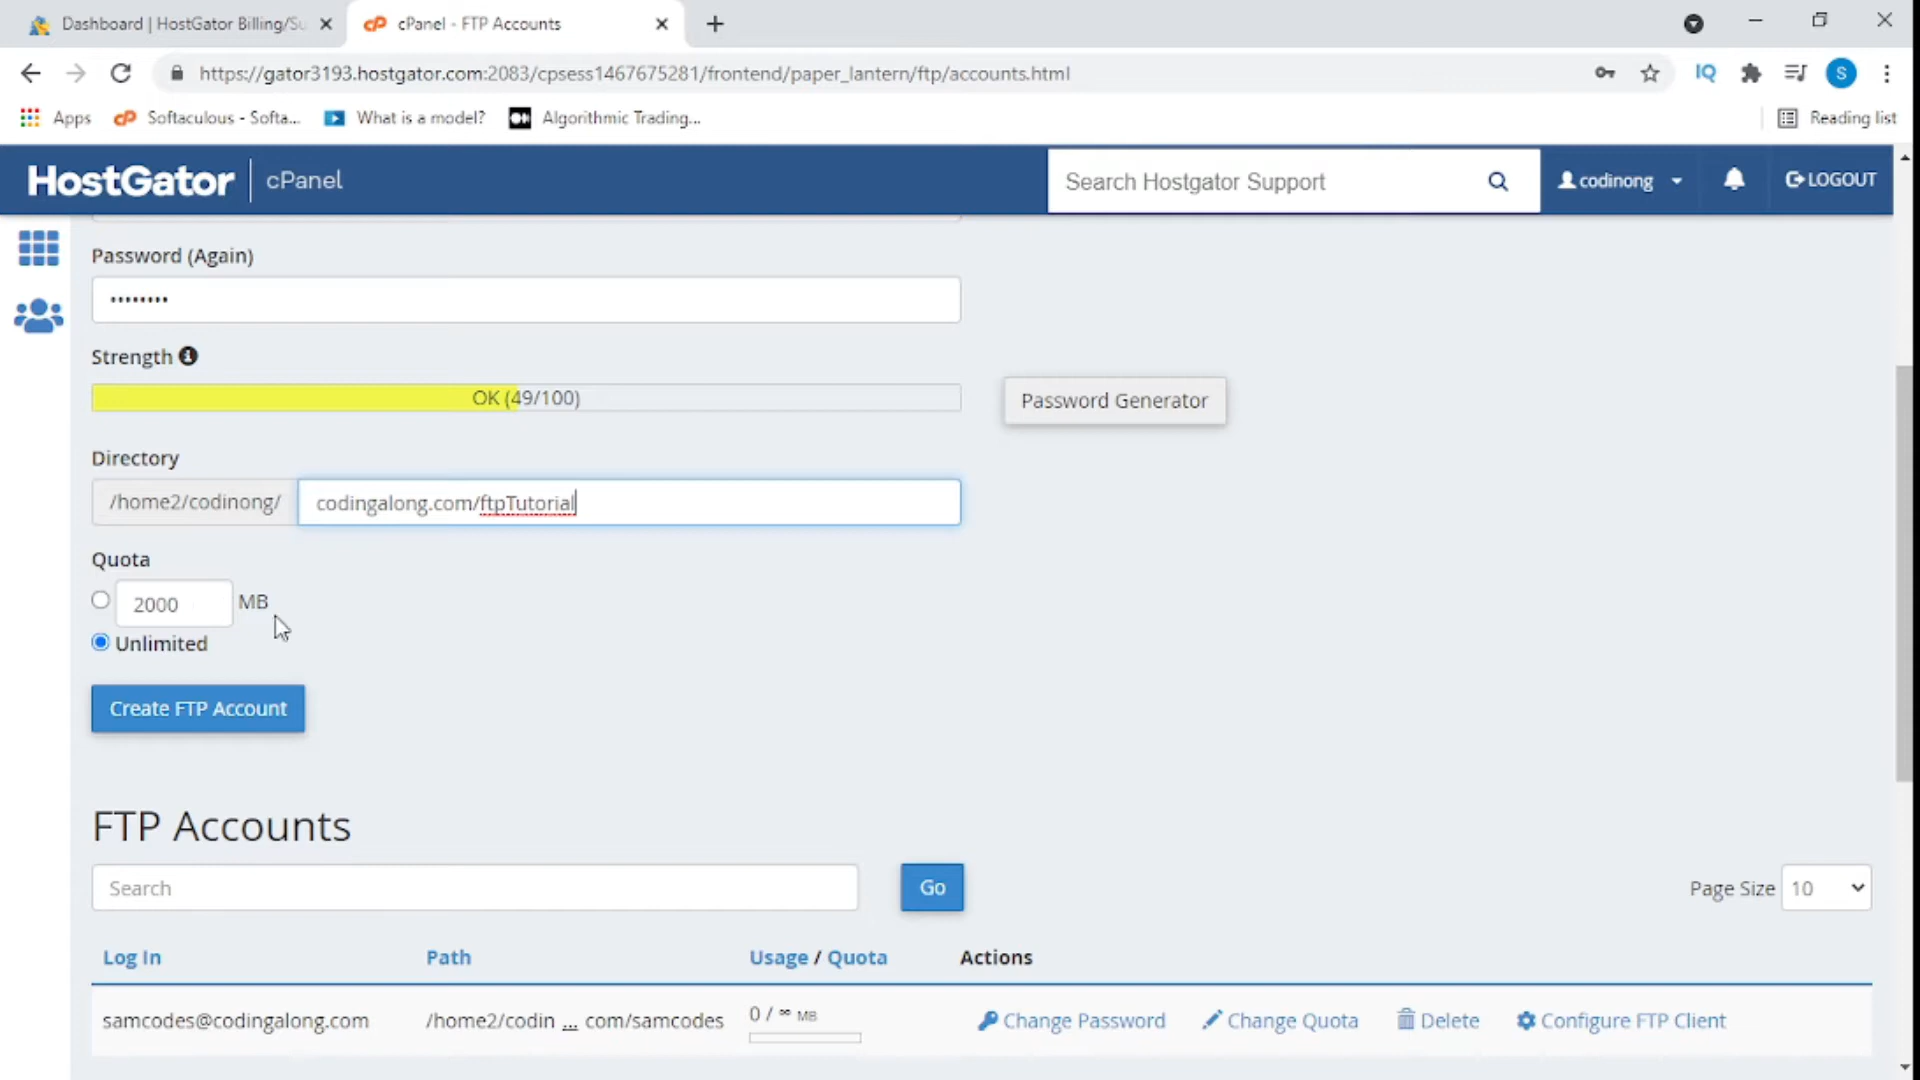 Dashboard | HostGator Billing/Su
cPanel - FTP Accounts
https://gator3193.hostgator.com:2083/cpsess1467675281/frontend/paper_lantern/ftp/accounts.html
IQ
S
Apps
Softaculous - Softa...
What is a model?
Algorithmic Trading...
Reading list
HostGator
cPanel
Search Hostgator Support
codinong
LOGOUT
Password (Again)
••••••••
Strength
OK (49/100)
Password Generator
Directory
/home2/codinong/
codingalong.com/ftpTutorial
Quota
2000 MB
Unlimited
Create FTP Account
FTP Accounts
Search
Go
Page Size 10
Log In Path Usage / Quota Actions
samcodes@codingalong.com /home2/codin ... com/samcodes 0 / ∞ MB Change Password Change Quota Delete Configure FTP Client